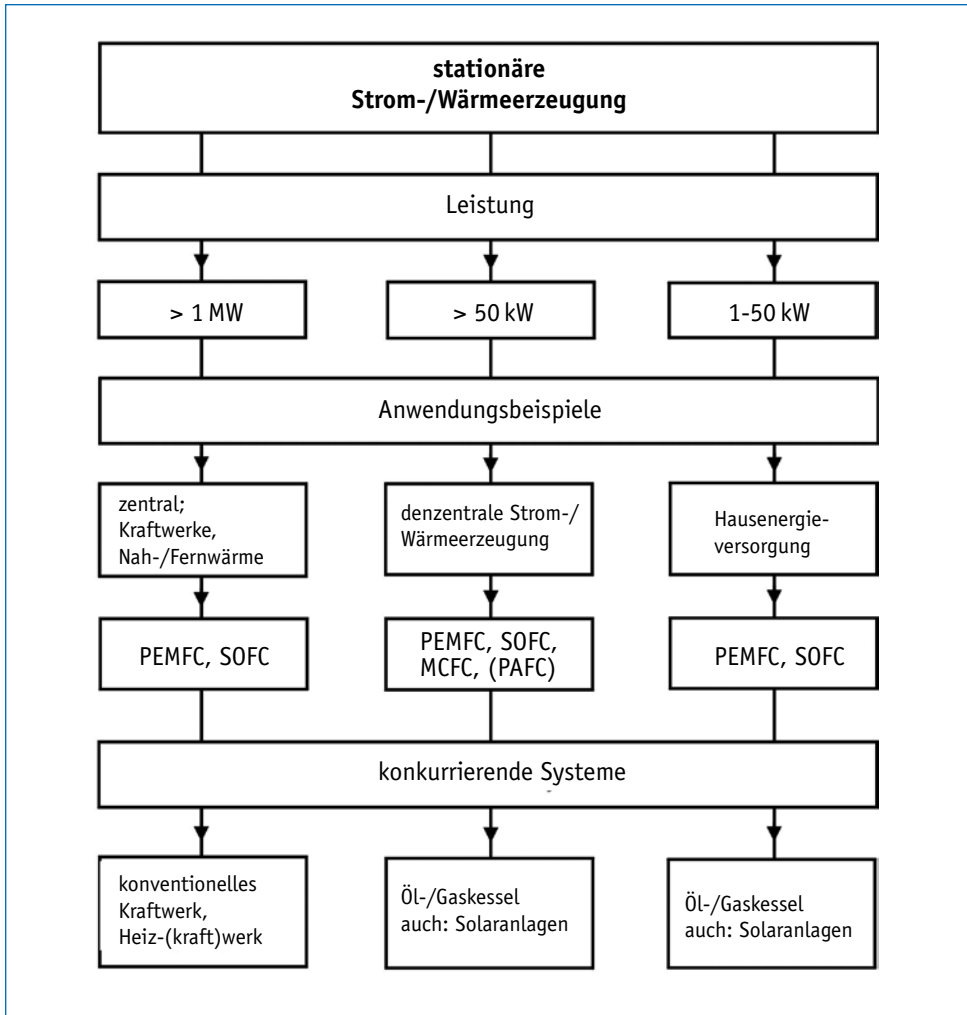 stationäre
Strom-/Wärmeerzeugung
Leistung
> 1 MW
> 50 kW
1-50 kW
Anwendungsbeispiele
zentral;
Kraftwerke,
Nah-/Fernwärme
denzentrale Strom-/
Wärmeerzeugung
Hausenergie-
versorgung
PEMFC, SOFC
PEMFC, SOFC,
MCFC, (PAFC)
PEMFC, SOFC
konkurrierende Systeme
konventionelles
Kraftwerk,
Heiz-(kraft)werk
Öl-/Gaskessel
auch: Solaranlagen
Öl-/Gaskessel
auch: Solaranlagen